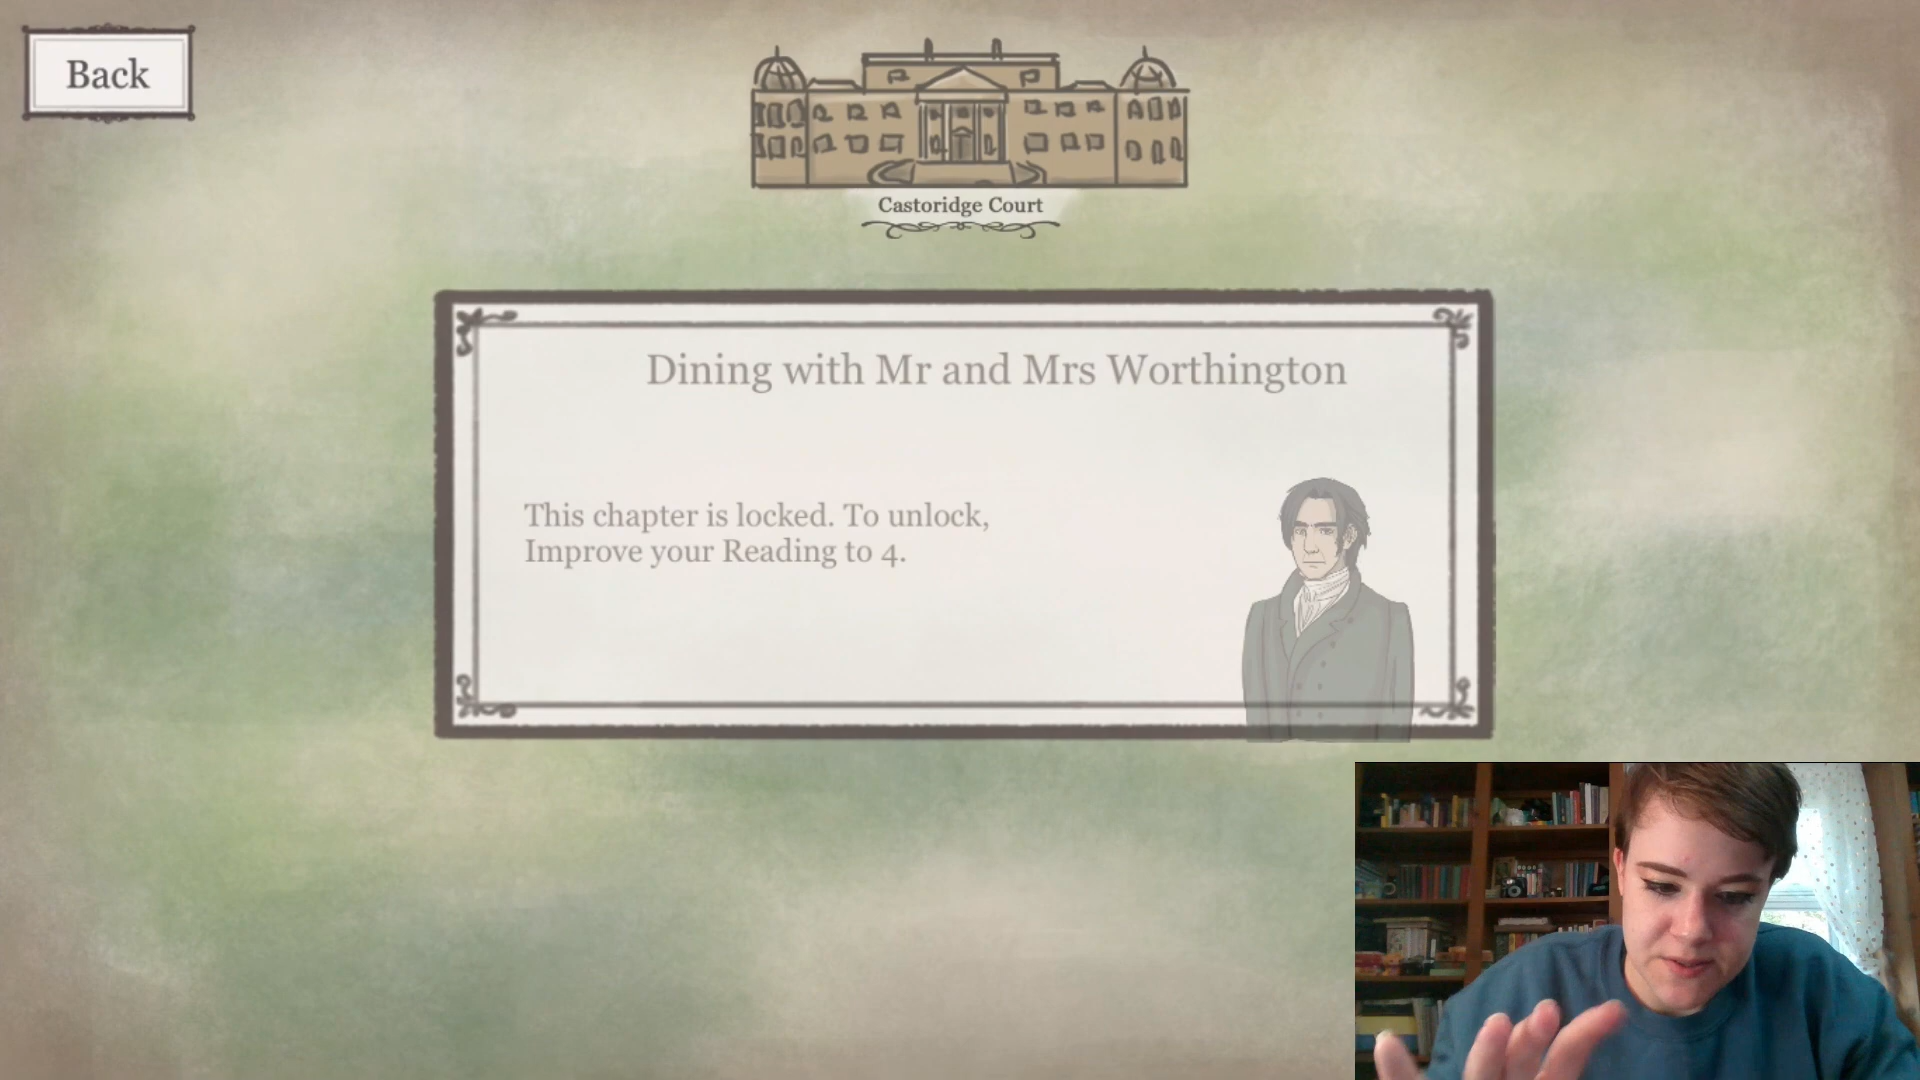 Back
Castoridge Court
Dining with Mr and Mrs Worthington
This chapter is locked. To unlock,
Improve your Reading to 4.